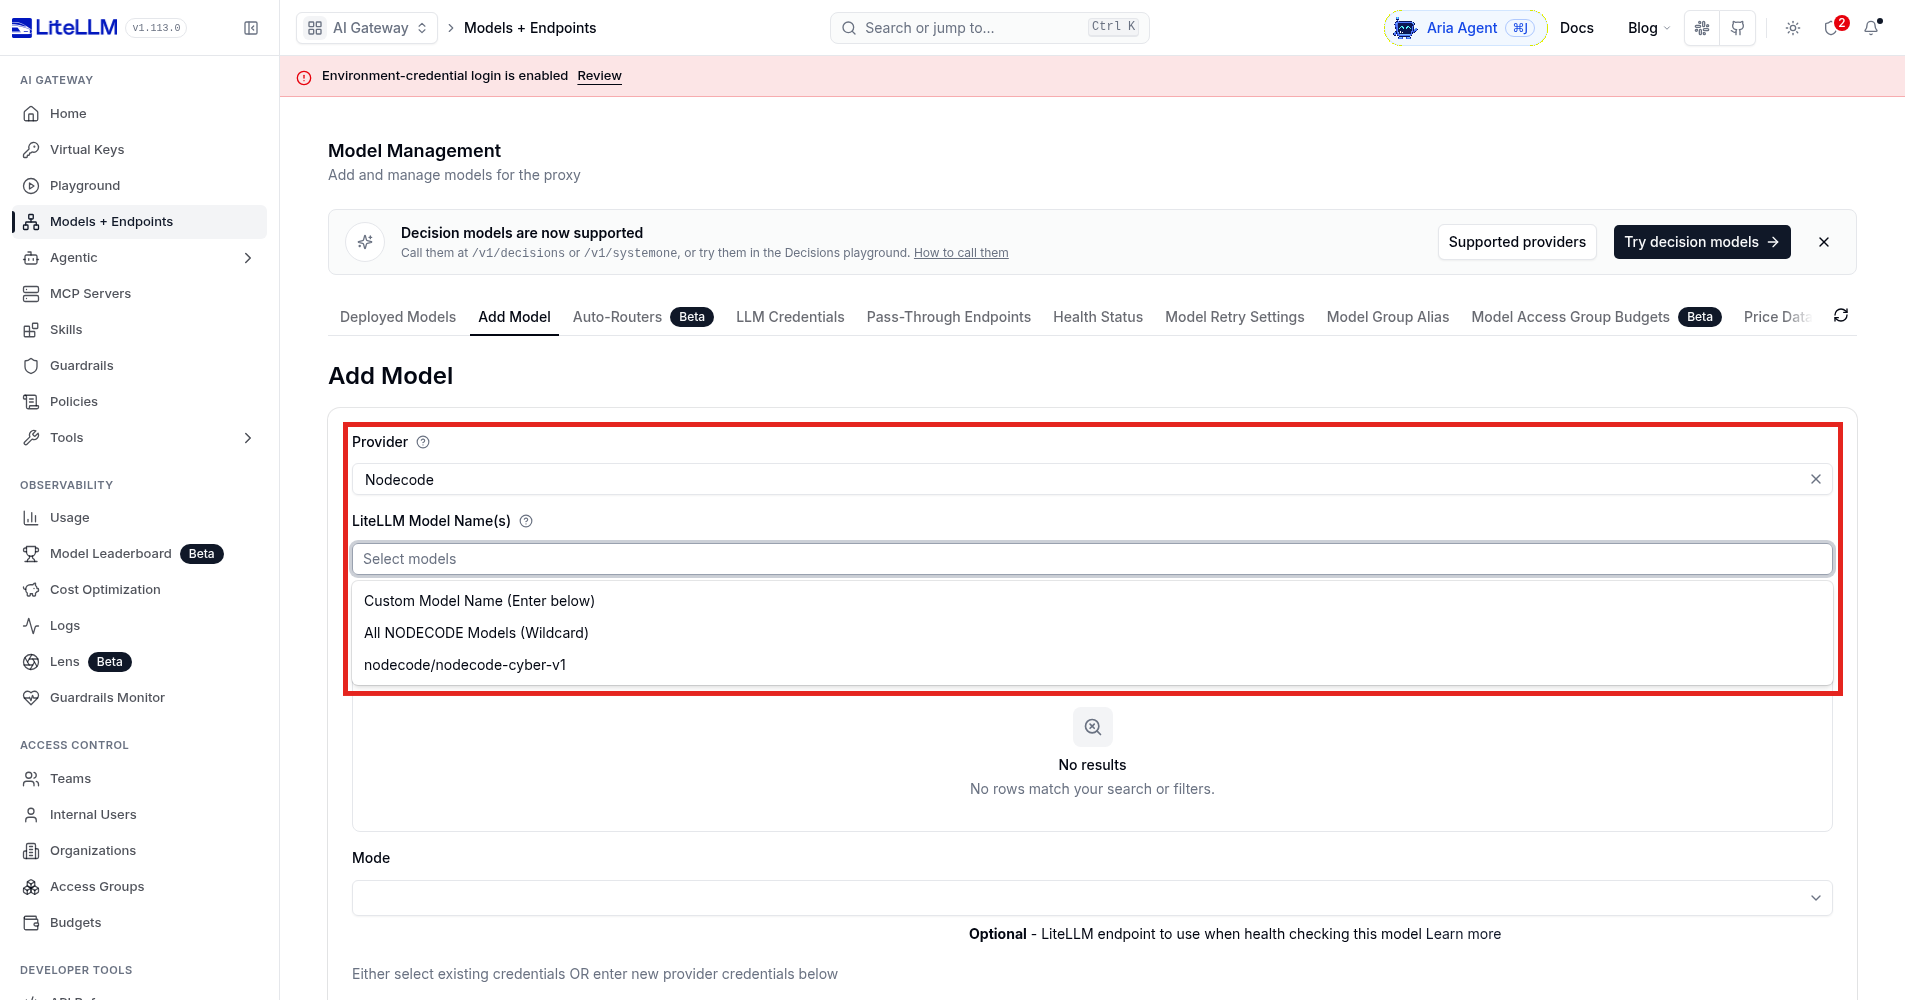 LiteLLM
v1.113.0
AI Gateway
Models + Endpoints
Search or jump to...
Ctrl K
Aria Agent
⌘J
Docs
Blog
2
Environment-credential login is enabled Review
AI GATEWAY
Home
Virtual Keys
Playground
Models + Endpoints
Agentic
MCP Servers
Skills
Guardrails
Policies
Tools
OBSERVABILITY
Usage
Model Leaderboard Beta
Cost Optimization
Logs
Lens Beta
Guardrails Monitor
ACCESS CONTROL
Teams
Internal Users
Organizations
Access Groups
Budgets
DEVELOPER TOOLS
Model Management
Add and manage models for the proxy
Decision models are now supported
Call them at /v1/decisions or /v1/systemone, or try them in the Decisions playground. How to call them
Supported providers
Try decision models →
Deployed Models
Add Model
Auto-Routers Beta
LLM Credentials
Pass-Through Endpoints
Health Status
Model Retry Settings
Model Group Alias
Model Access Group Budgets Beta
Price Data
Add Model
Provider
Nodecode
LiteLLM Model Name(s)
Select models
Custom Model Name (Enter below)
All NODECODE Models (Wildcard)
nodecode/nodecode-cyber-v1
No results
No rows match your search or filters.
Mode
Optional - LiteLLM endpoint to use when health checking this model Learn more
Either select existing credentials OR enter new provider credentials below